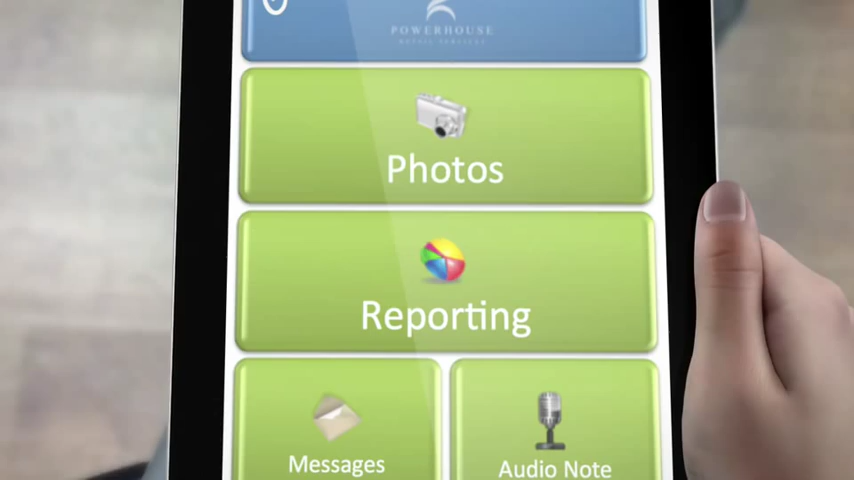 POWERHOUSE
Photos
Reporting
Messages
Audio Note